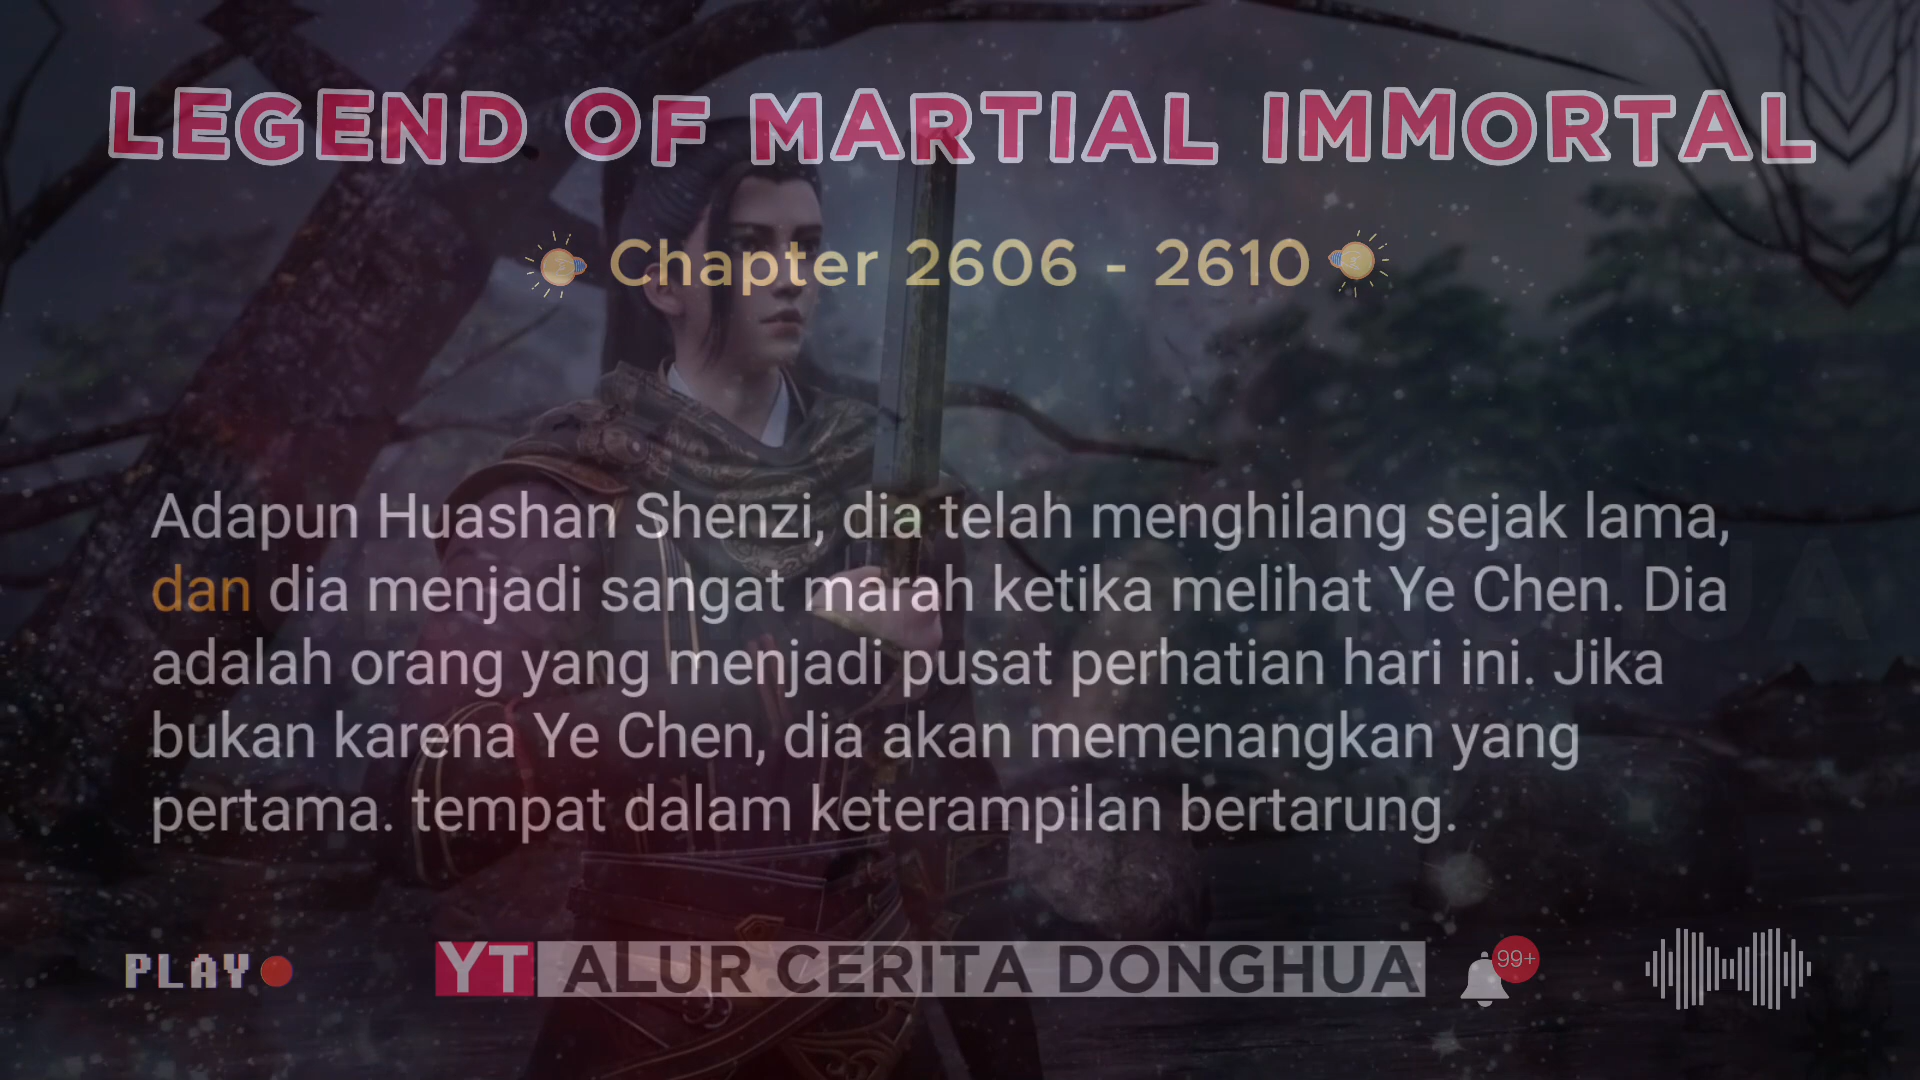 LEGEND OF MARTIAL IMMORTAL
Chapter 2606 - 2610
Adapun Huashan Shenzi, dia telah menghilang sejak lama,
dan dia menjadi sangat marah ketika melihat Ye Chen. Dia
adalah orang yang menjadi pusat perhatian hari ini. Jika
bukan karena Ye Chen, dia akan memenangkan yang
pertama. tempat dalam keterampilan bertarung.
PLAY
YT ALUR CERITA DONGHUA
99+